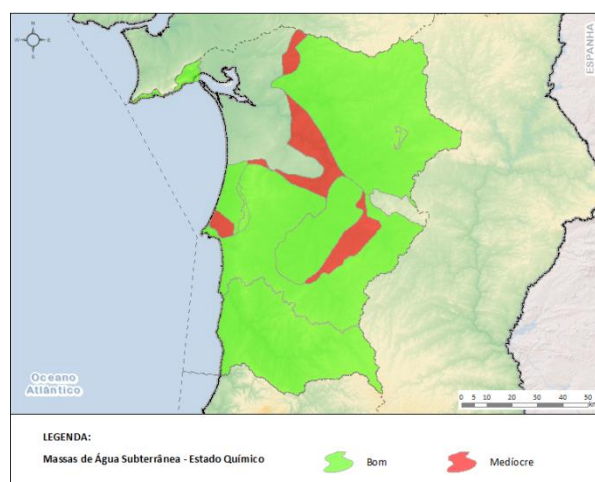 N
W
E
S
ESPANHA
Oceano
Atlântico
0 5 10 20 30 40 50
LEGENDA:
Massas de Água Subterrânea - Estado Químico
Bom
Medíocre